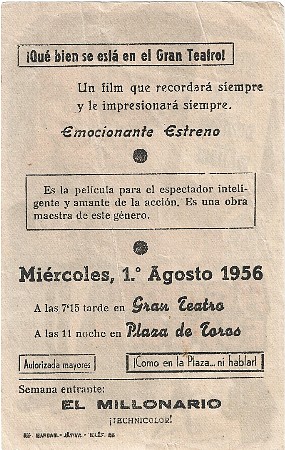 ¡Qué bien se está en el Gran Teatro!
Un film que recordará siempre
y le impresionará siempre.
Emocionante Estreno
Es la película para el espectador inteli-
gente y amante de la acción. Es una obra
maestra de este género.
Miércoles, 1.º Agosto 1956
A las 7'15 tarde en Gran Teatro
A las 11 noche en Plaza de Toros
Autorizada mayores
¡Como en la Plaza... ni hablar!
Semana entrante:
EL MILLONARIO
¡TECHNICOLOR!